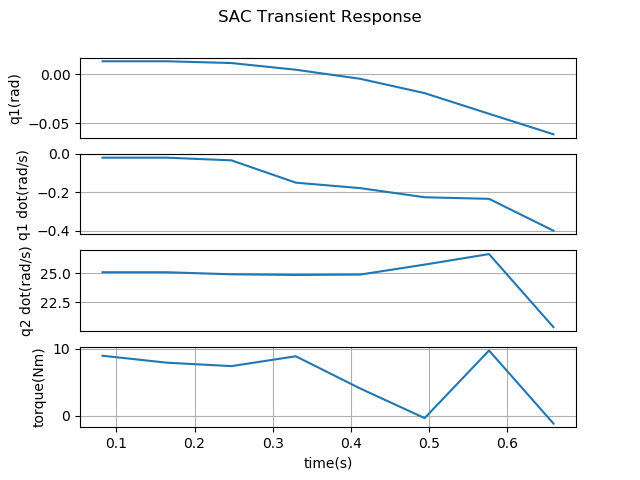 SAC Transient Response
q1(rad)
0.00
−0.05
q1 dot(rad/s)
0.0
−0.2
−0.4
q2 dot(rad/s)
25.0
22.5
torque(Nm)
10
0
0.1 0.2 0.3 0.4 0.5 0.6
time(s)